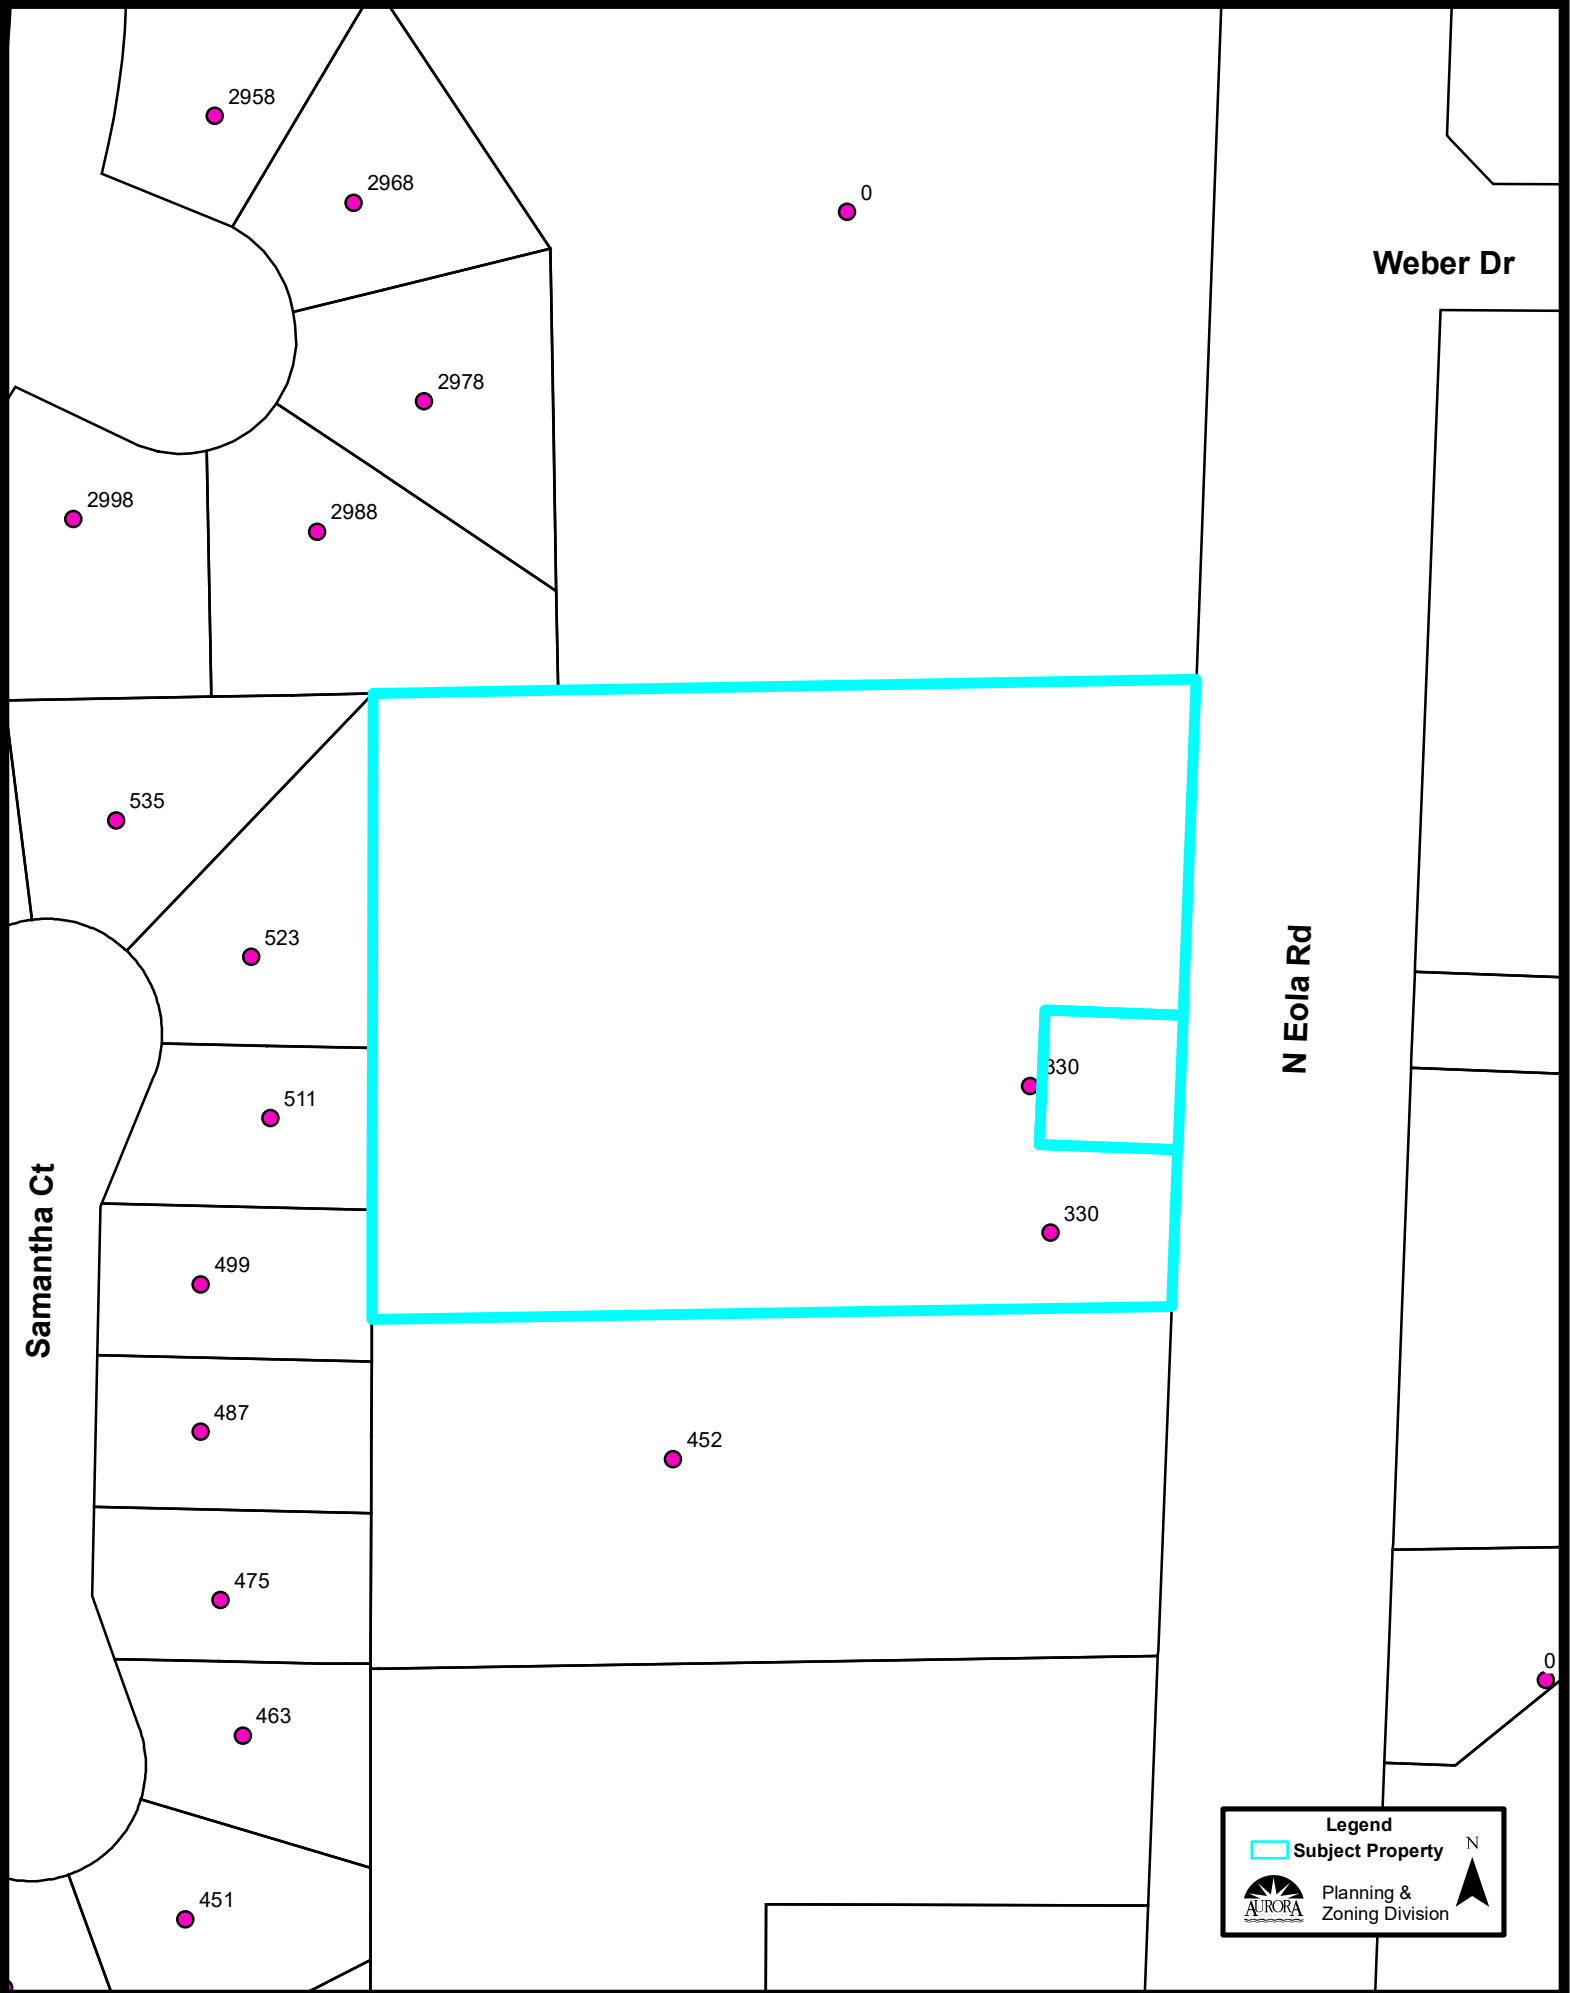 2958
2968
0
Weber Dr
2978
2998
2988
535
523
N Eola Rd
330
511
Samantha Ct
330
499
487
452
475
0
463
Legend
Subject Property
N
AURORA
Planning &
Zoning Division
451